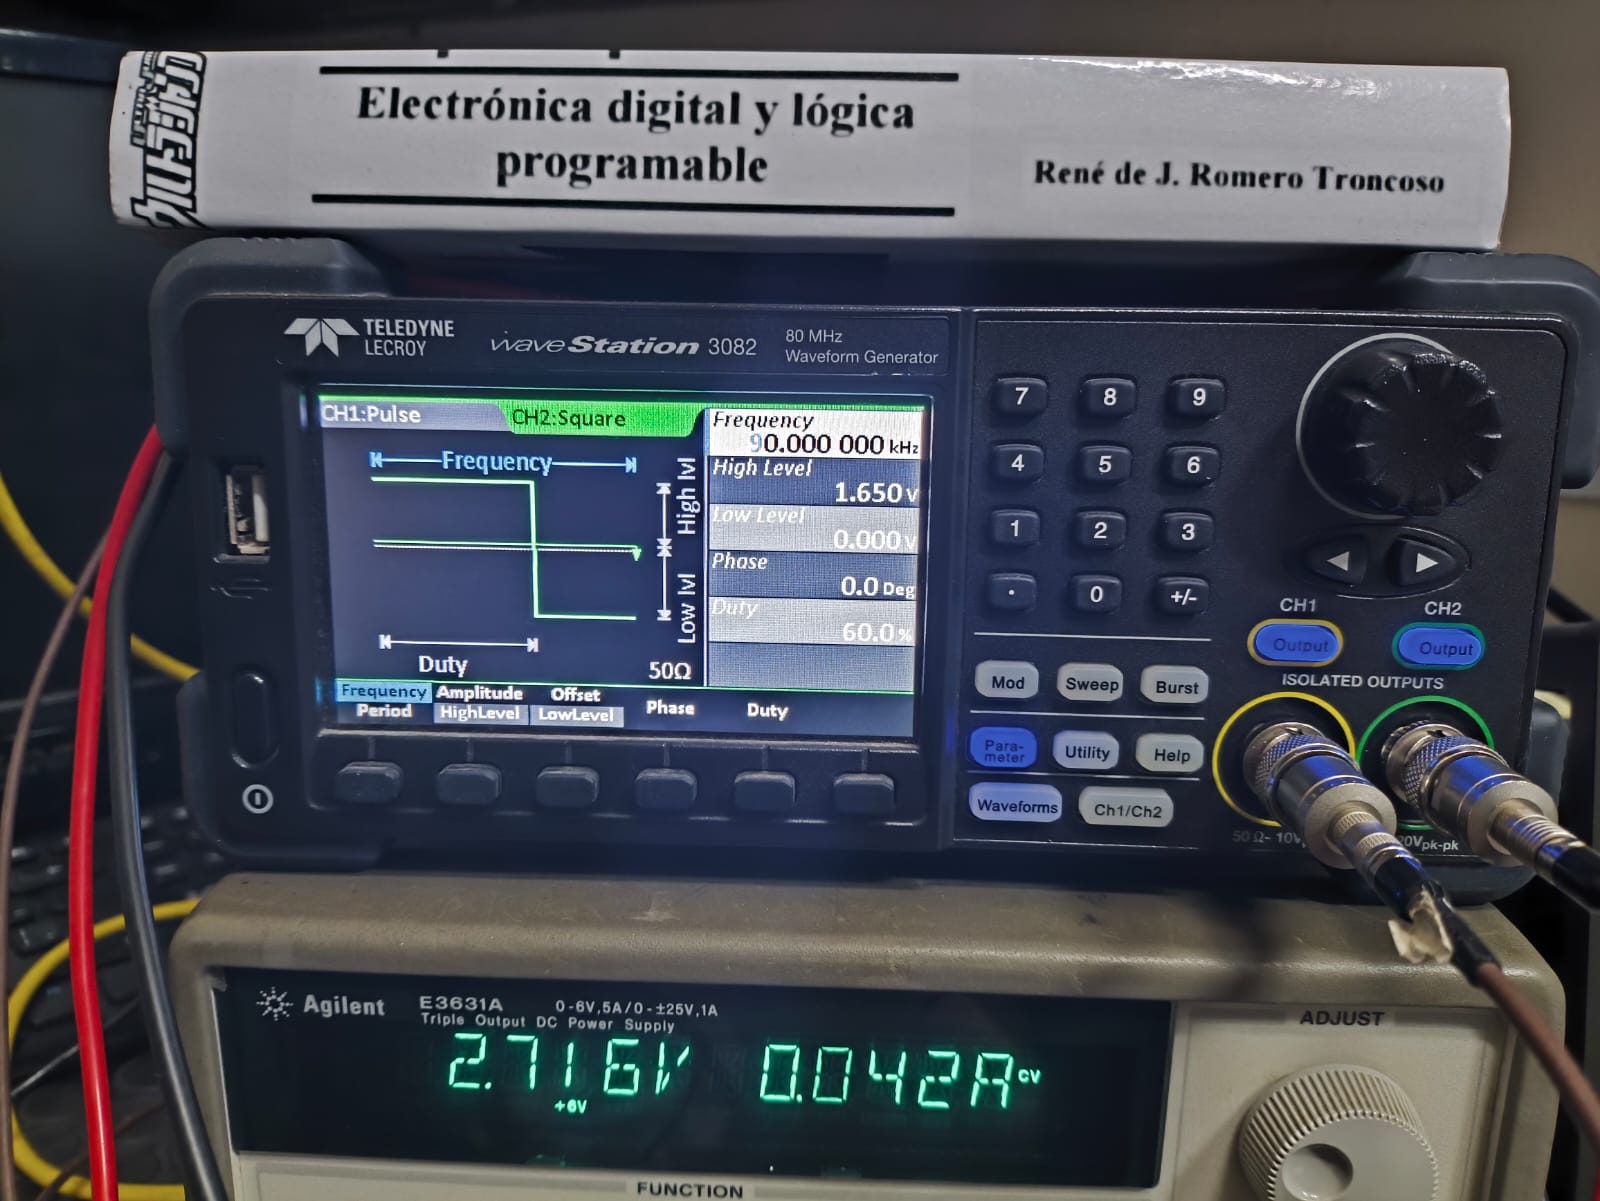 Electrónica digital y lógica
programable
René de J. Romero Troncoso
TELEDYNE
LECROY
waveStation 3082
80 MHz
Waveform Generator
CH1:Pulse
CH2:Square
Frequency
High lvl
Low lvl
Duty
50Ω
Frequency
90.000 000 kHz
High Level
1.650 V
Low Level
0.000 V
Phase
0.0 Deg
Duty
60.0 %
Frequency
Period
Amplitude
HighLevel
Offset
LowLevel
Phase
Duty
7 8 9
4 5 6
1 2 3
. 0 +/-
CH1
CH2
Output
Output
ISOLATED OUTPUTS
Mod
Sweep
Burst
Para-
meter
Utility
Help
Waveforms
Ch1/Ch2
50 Ω- 10V
20Vpk-pk
Agilent
E3631A
0-6V,5A/0-±25V,1A
Triple Output DC Power Supply
2.716V 0.042A CV
+6V
ADJUST
FUNCTION